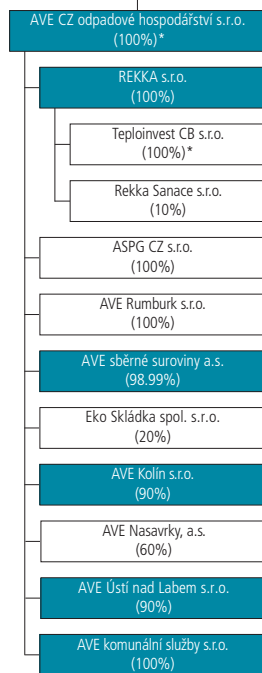 AVE CZ odpadové hospodářství s.r.o.
(100%)*
REKKA s.r.o.
(100%)
Teploinvest CB s.r.o.
(100%)*
Rekka Sanace s.r.o.
(10%)
ASPG CZ s.r.o.
(100%)
AVE Rumburk s.r.o.
(100%)
AVE sběrné suroviny a.s.
(98.99%)
Eko Skládka spol. s.r.o.
(20%)
AVE Kolín s.r.o.
(90%)
AVE Nasavrky, a.s.
(60%)
AVE Ústí nad Labem s.r.o.
(90%)
AVE komunální služby s.r.o.
(100%)